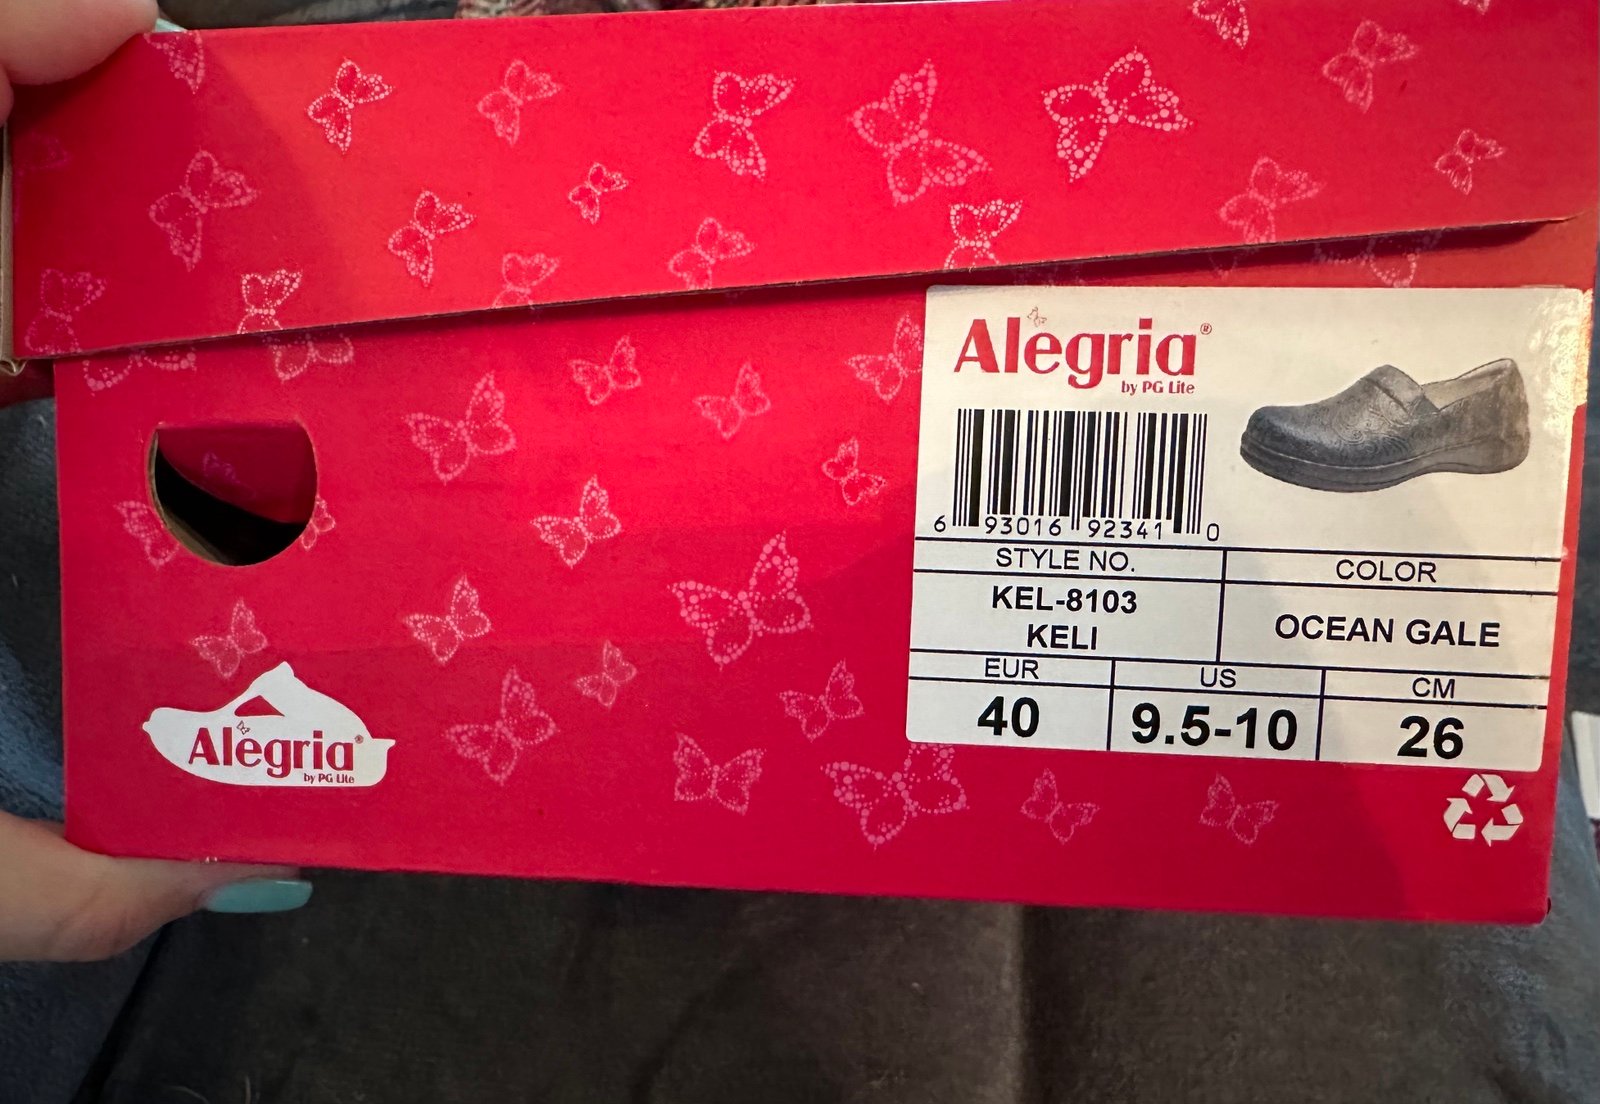 Alegria®
by PG Lite
6 93016 92341 0
STYLE NO.
COLOR
KEL-8103
KELI
OCEAN GALE
EUR
US
CM
40
9.5-10
26
Alegria®
by PG Lite